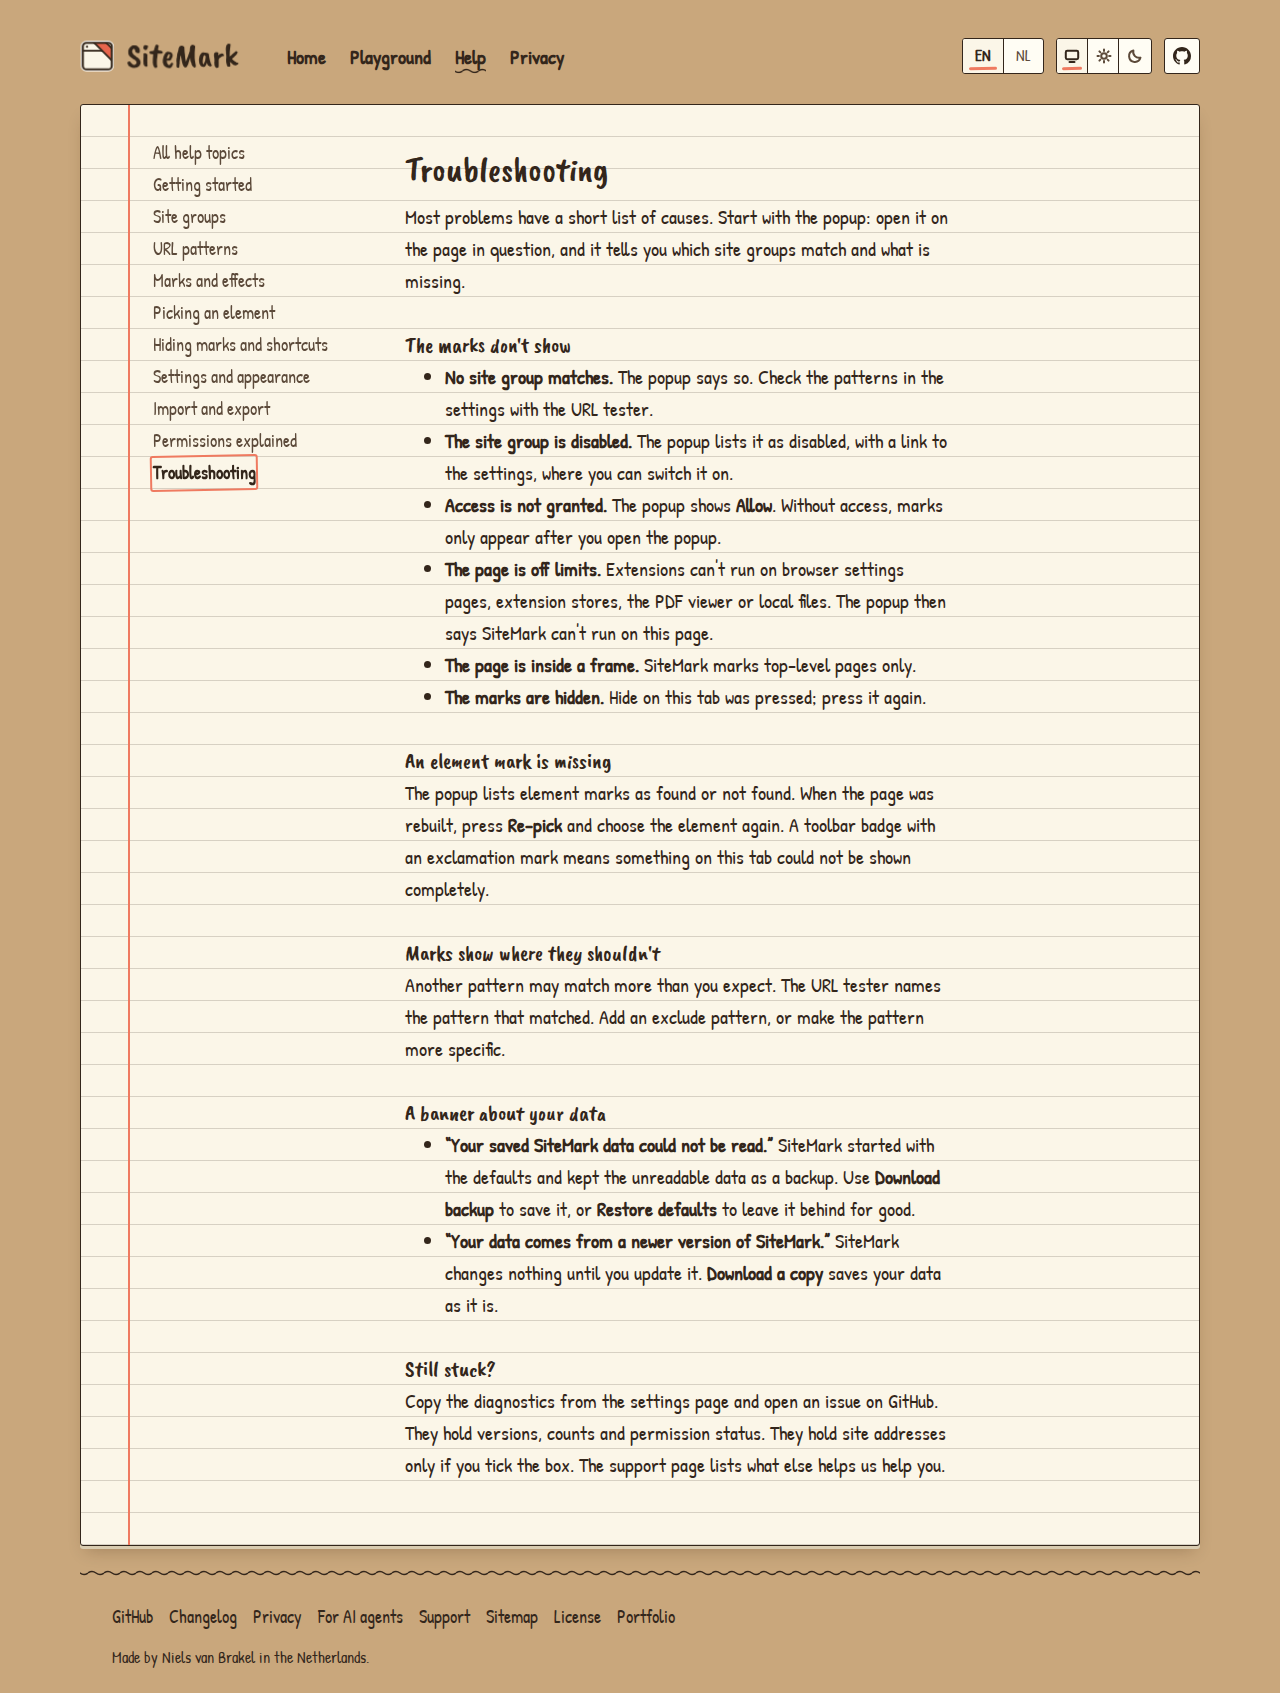 SiteMark
Home Playground Help Privacy
EN NL
All help topics
Getting started
Site groups
URL patterns
Marks and effects
Picking an element
Hiding marks and shortcuts
Settings and appearance
Import and export
Permissions explained
Troubleshooting
Troubleshooting
Most problems have a short list of causes. Start with the popup: open it on
the page in question, and it tells you which site groups match and what is
missing.
The marks don't show
No site group matches. The popup says so. Check the patterns in the
settings with the URL tester.
The site group is disabled. The popup lists it as disabled, with a link to
the settings, where you can switch it on.
Access is not granted. The popup shows Allow. Without access, marks
only appear after you open the popup.
The page is off limits. Extensions can't run on browser settings
pages, extension stores, the PDF viewer or local files. The popup then
says SiteMark can't run on this page.
The page is inside a frame. SiteMark marks top-level pages only.
The marks are hidden. Hide on this tab was pressed; press it again.
An element mark is missing
The popup lists element marks as found or not found. When the page was
rebuilt, press Re-pick and choose the element again. A toolbar badge with
an exclamation mark means something on this tab could not be shown
completely.
Marks show where they shouldn't
Another pattern may match more than you expect. The URL tester names
the pattern that matched. Add an exclude pattern, or make the pattern
more specific.
A banner about your data
“Your saved SiteMark data could not be read.” SiteMark started with
the defaults and kept the unreadable data as a backup. Use Download
backup to save it, or Restore defaults to leave it behind for good.
“Your data comes from a newer version of SiteMark.” SiteMark
changes nothing until you update it. Download a copy saves your data
as it is.
Still stuck?
Copy the diagnostics from the settings page and open an issue on GitHub.
They hold versions, counts and permission status. They hold site addresses
only if you tick the box. The support page lists what else helps us help you.
GitHub Changelog Privacy For AI agents Support Sitemap License Portfolio
Made by Niels van Brakel in the Netherlands.